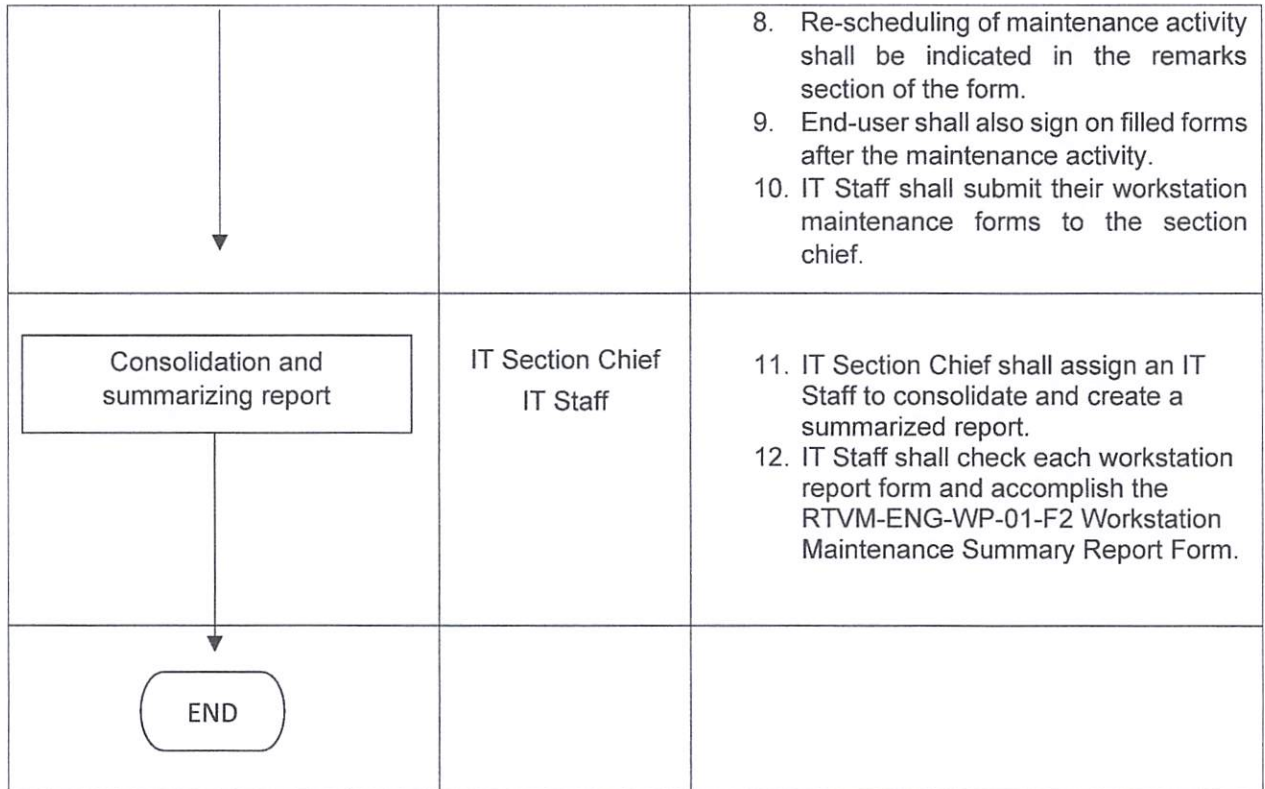 8. Re-scheduling of maintenance activity
shall be indicated in the remarks
section of the form.
9. End-user shall also sign on filled forms
after the maintenance activity.
10. IT Staff shall submit their workstation
maintenance forms to the section
chief.
Consolidation and
summarizing report
IT Section Chief
IT Staff
11. IT Section Chief shall assign an IT
Staff to consolidate and create a
summarized report.
12. IT Staff shall check each workstation
report form and accomplish the
RTVM-ENG-WP-01-F2 Workstation
Maintenance Summary Report Form.
END